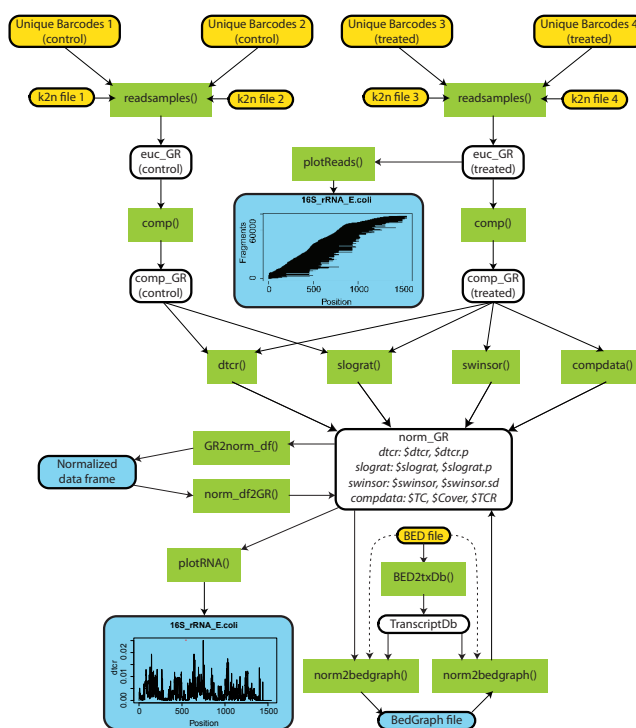 Unique Barcodes 1
(control)
Unique Barcodes 2
(control)
Unique Barcodes 3
(treated)
Unique Barcodes 4
(treated)
k2n file 1
readsamples()
k2n file 2
k2n file 3
readsamples()
k2n file 4
euc_GR
(control)
plotReads()
euc_GR
(treated)
comp()
16S_rRNA_E.coli
Fragments
0
60000
0
500
1000
1500
Position
comp()
comp_GR
(control)
comp_GR
(treated)
dtcr()
slograt()
swinsor()
compdata()
norm_GR
dtcr: $dtcr, $dtcr.p
slograt: $slograt, $slograt.p
swinsor: $swinsor, $swinsor.sd
compdata: $TC, $Cover, $TCR
GR2norm_df()
Normalized
data frame
norm_df2GR()
BED file
plotRNA()
BED2txDb()
TranscriptDb
16S_rRNA_E.coli
dtcr
0.00
0.01
0.02
0
500
1000
1500
Position
norm2bedgraph()
norm2bedgraph()
BedGraph file